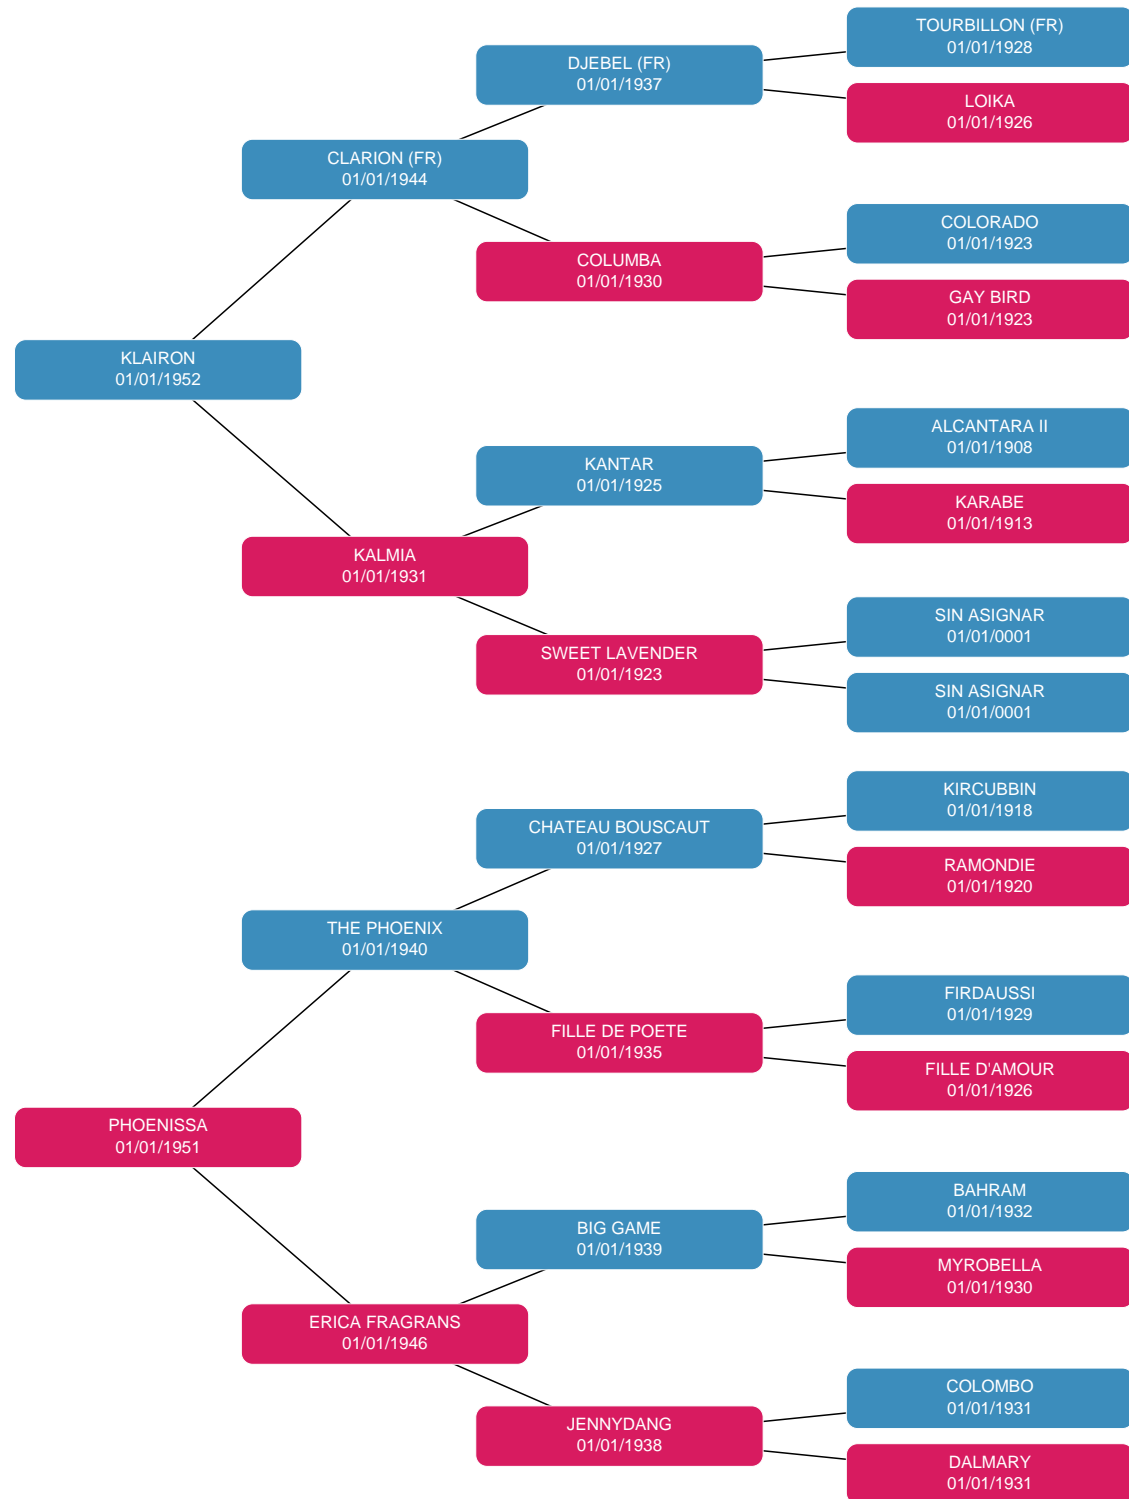 TOURBILLON (FR)
01/01/1928
DJEBEL (FR)
01/01/1937
LOIKA
01/01/1926
CLARION (FR)
01/01/1944
COLORADO
01/01/1923
COLUMBA
01/01/1930
GAY BIRD
01/01/1923
KLAIRON
01/01/1952
ALCANTARA II
01/01/1908
KANTAR
01/01/1925
KARABE
01/01/1913
KALMIA
01/01/1931
SIN ASIGNAR
01/01/0001
SWEET LAVENDER
01/01/1923
SIN ASIGNAR
01/01/0001
KIRCUBBIN
01/01/1918
CHATEAU BOUSCAUT
01/01/1927
RAMONDIE
01/01/1920
THE PHOENIX
01/01/1940
FIRDAUSSI
01/01/1929
FILLE DE POETE
01/01/1935
FILLE D'AMOUR
01/01/1926
PHOENISSA
01/01/1951
BAHRAM
01/01/1932
BIG GAME
01/01/1939
MYROBELLA
01/01/1930
ERICA FRAGRANS
01/01/1946
COLOMBO
01/01/1931
JENNYDANG
01/01/1938
DALMARY
01/01/1931